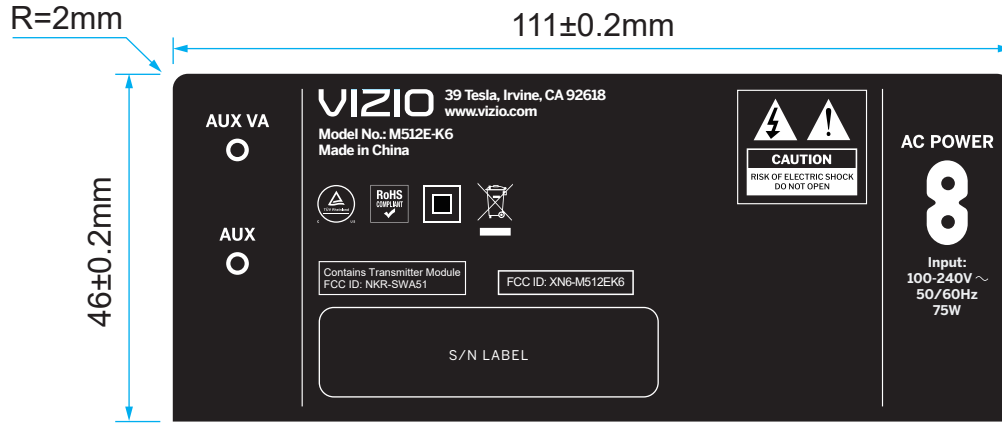 R=2mm
111±0.2mm
46±0.2mm
AUX VA
AUX
VIZIO
39 Tesla, Irvine, CA 92618
www.vizio.com
Model No.: M512E-K6
Made in China
RoHS
COMPLIANT
Contains Transmitter Module
FCC ID: NKR-SWA51
FCC ID: XN6-M512EK6
S/N LABEL
CAUTION
RISK OF ELECTRIC SHOCK
DO NOT OPEN
AC POWER
Input:
100-240V ~
50/60Hz
75W